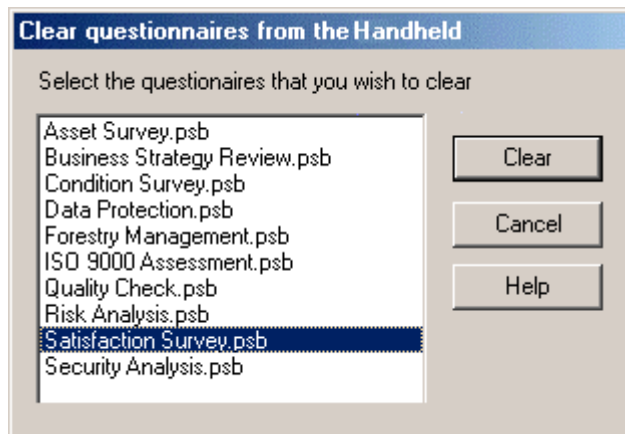 Clear questionnaires from the Handheld
Select the questionaires that you wish to clear
Asset Survey.psb
Business Strategy Review.psb
Condition Survey.psb
Data Protection.psb
Forestry Management.psb
ISO 9000 Assessment.psb
Quality Check.psb
Risk Analysis.psb
Satisfaction Survey.psb
Security Analysis.psb
Clear
Cancel
Help